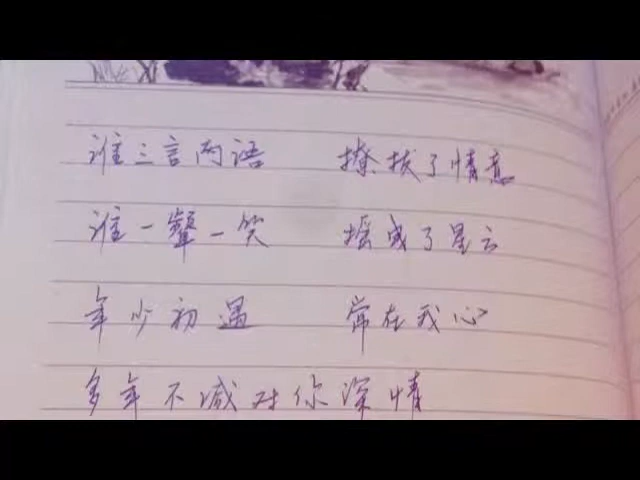 谁三言两语 撩拨了情意
谁一颦一笑 摇曳了星云
年少初遇 常在我心
多年不减对你深情